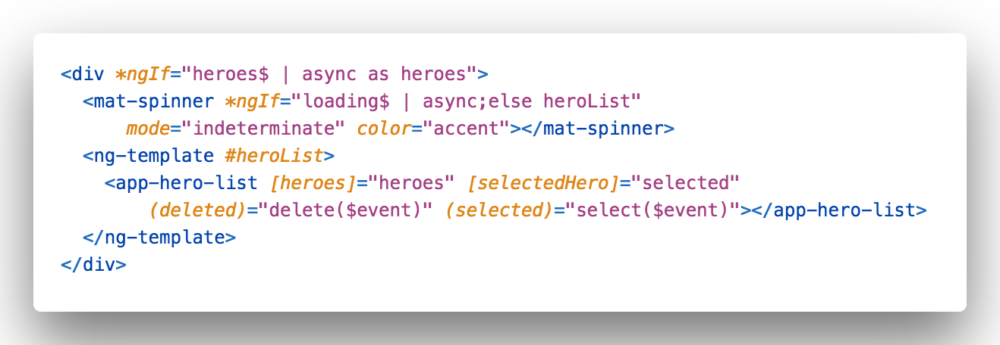 <div *ngIf="heroes$ | async as heroes">
  <mat-spinner *ngIf="loading$ | async;else heroList"
      mode="indeterminate" color="accent"></mat-spinner>
  <ng-template #heroList>
    <app-hero-list [heroes]="heroes" [selectedHero]="selected"
        (deleted)="delete($event)" (selected)="select($event)"></app-hero-list>
  </ng-template>
</div>